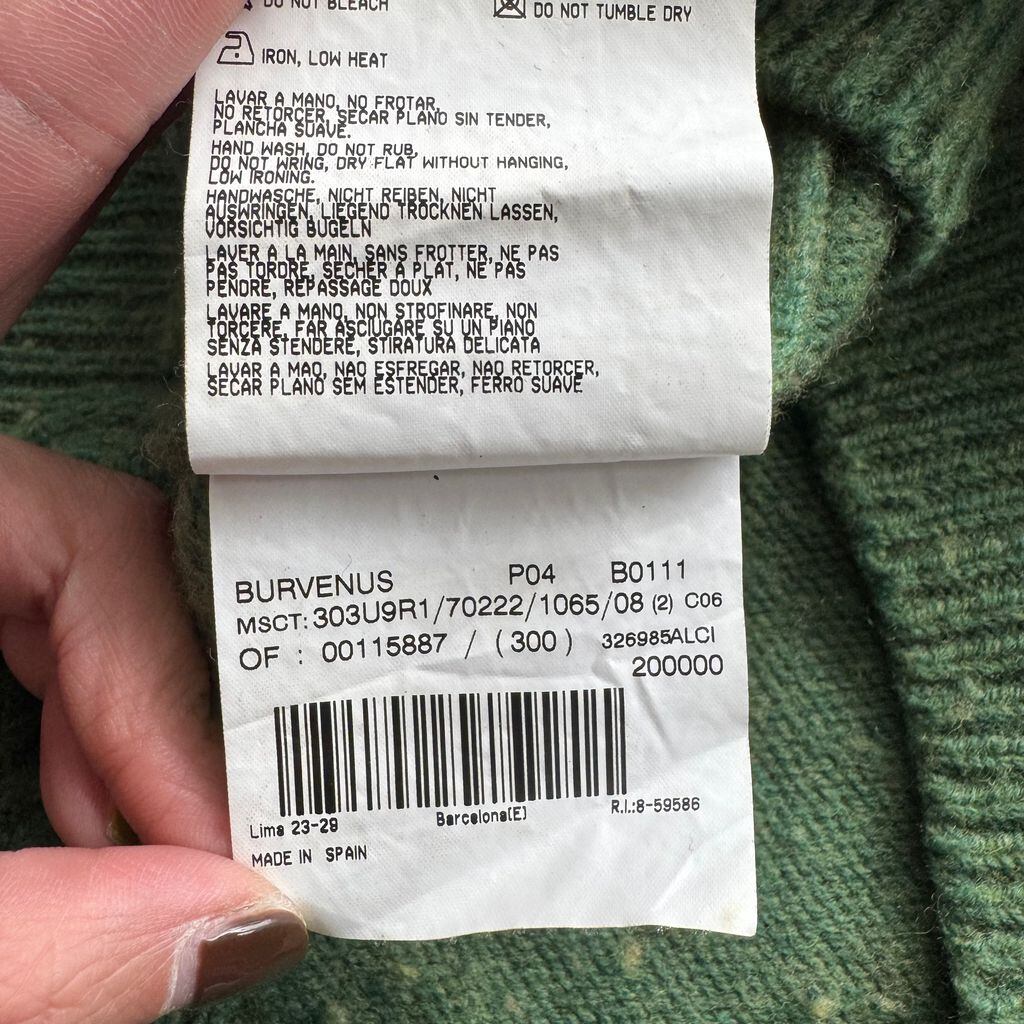 DO NOT BLEACH
DO NOT TUMBLE DRY
IRON, LOW HEAT
LAVAR A MANO, NO FROTAR,
NO RETORCER, SECAR PLANO SIN TENDER,
PLANCHA SUAVE.
HAND WASH, DO NOT RUB,
DO NOT WRING, DRY FLAT WITHOUT HANGING,
LOW IRONING.
HANDWASCHE, NICHT REIBEN, NICHT
AUSWRINGEN, LIEGEND TROCKNEN LASSEN,
VORSICHTIG BUGELN
LAVER A LA MAIN, SANS FROTTER, NE PAS
PAS TORDRE, SECHER A PLAT, NE PAS
PENDRE, REPASSAGE DOUX
LAVARE A MANO, NON STROFINARE, NON
TORCERE, FAR ASCIUGARE SU UN PIANO
SENZA STENDERE, STIRATURA DELICATA
LAVAR A MAO, NAO ESFREGAR, NAO RETORCER,
SECAR PLANO SEM ESTENDER, FERRO SUAVE
BURVENUS P04 B0111
MSCT: 303U9R1/70222/1065/08 (2) C06
OF : 00115887 / (300) 326985ALCI
200000
Lima 23-29 Barcelona(E) R.I.:8-59586
MADE IN SPAIN